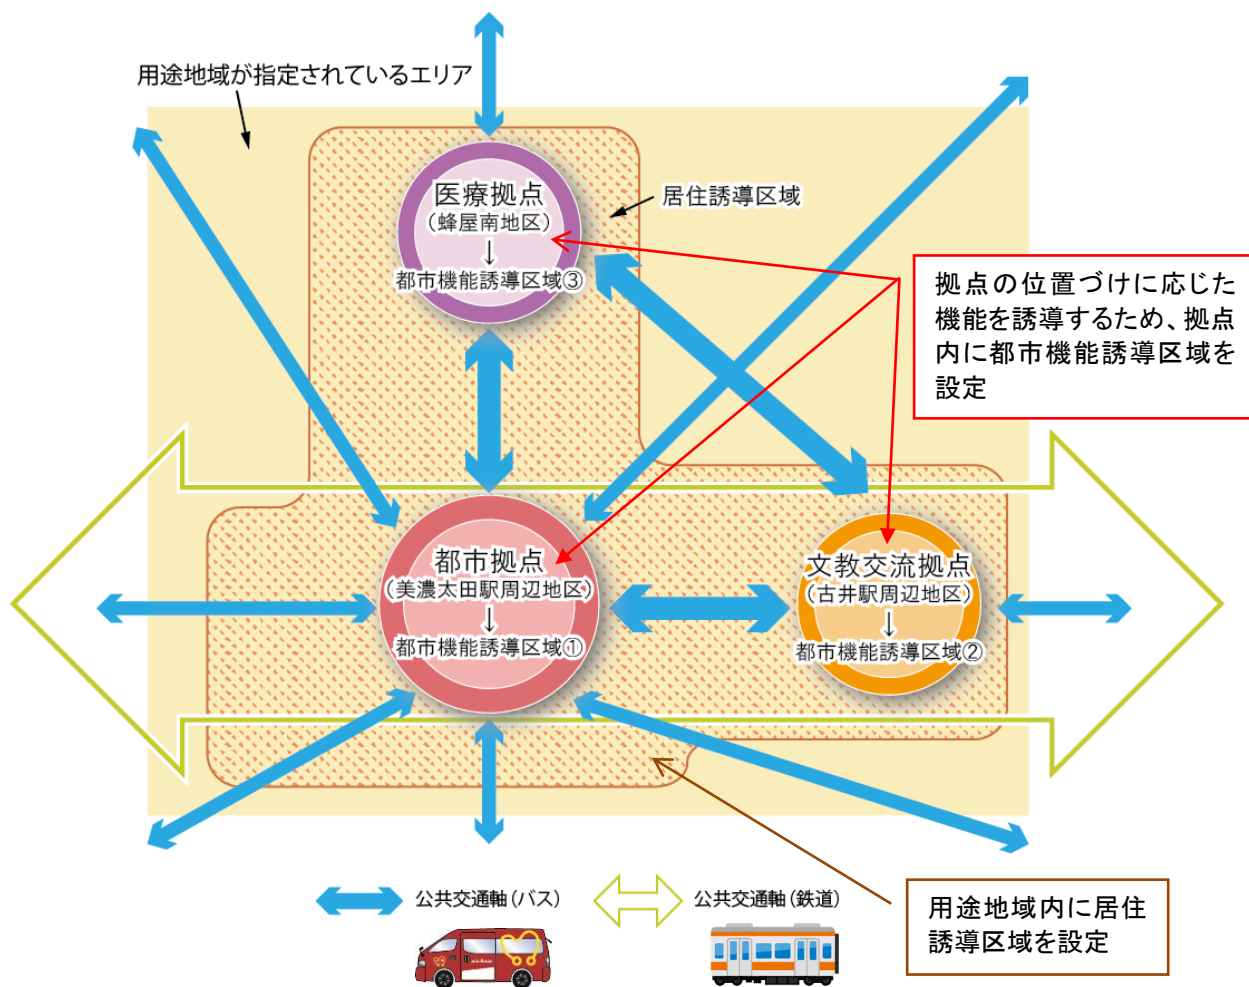 用途地域が指定されているエリア
医療拠点
(蜂屋南地区)
↓
都市機能誘導区域③
居住誘導区域
拠点の位置づけに応じた
機能を誘導するため、拠点
内に都市機能誘導区域を
設定
都市拠点
(美濃太田駅周辺地区)
↓
都市機能誘導区域①
文教交流拠点
(古井駅周辺地区)
↓
都市機能誘導区域②
公共交通軸(バス)
公共交通軸(鉄道)
用途地域内に居住
誘導区域を設定